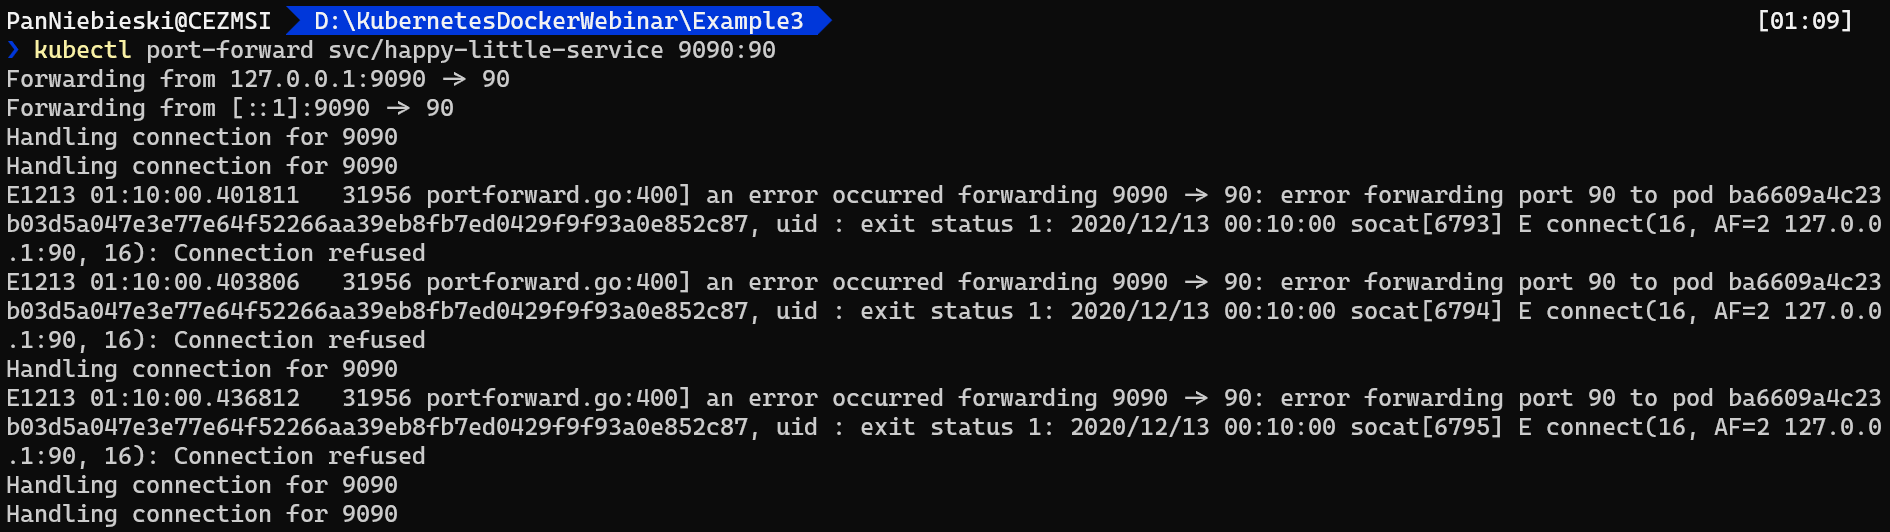 PanNiebieski@CEZMSI D:\KubernetesDockerWebinar\Example3 [01:09]
❯ kubectl port-forward svc/happy-little-service 9090:90
Forwarding from 127.0.0.1:9090 -> 90
Forwarding from [::1]:9090 -> 90
Handling connection for 9090
Handling connection for 9090
E1213 01:10:00.401811   31956 portforward.go:400] an error occurred forwarding 9090 -> 90: error forwarding port 90 to pod ba6609a4c23
b03d5a047e3e77e64f52266aa39eb8fb7ed0429f9f93a0e852c87, uid : exit status 1: 2020/12/13 00:10:00 socat[6793] E connect(16, AF=2 127.0.0
.1:90, 16): Connection refused
E1213 01:10:00.403806   31956 portforward.go:400] an error occurred forwarding 9090 -> 90: error forwarding port 90 to pod ba6609a4c23
b03d5a047e3e77e64f52266aa39eb8fb7ed0429f9f93a0e852c87, uid : exit status 1: 2020/12/13 00:10:00 socat[6794] E connect(16, AF=2 127.0.0
.1:90, 16): Connection refused
Handling connection for 9090
E1213 01:10:00.436812   31956 portforward.go:400] an error occurred forwarding 9090 -> 90: error forwarding port 90 to pod ba6609a4c23
b03d5a047e3e77e64f52266aa39eb8fb7ed0429f9f93a0e852c87, uid : exit status 1: 2020/12/13 00:10:00 socat[6795] E connect(16, AF=2 127.0.0
.1:90, 16): Connection refused
Handling connection for 9090
Handling connection for 9090